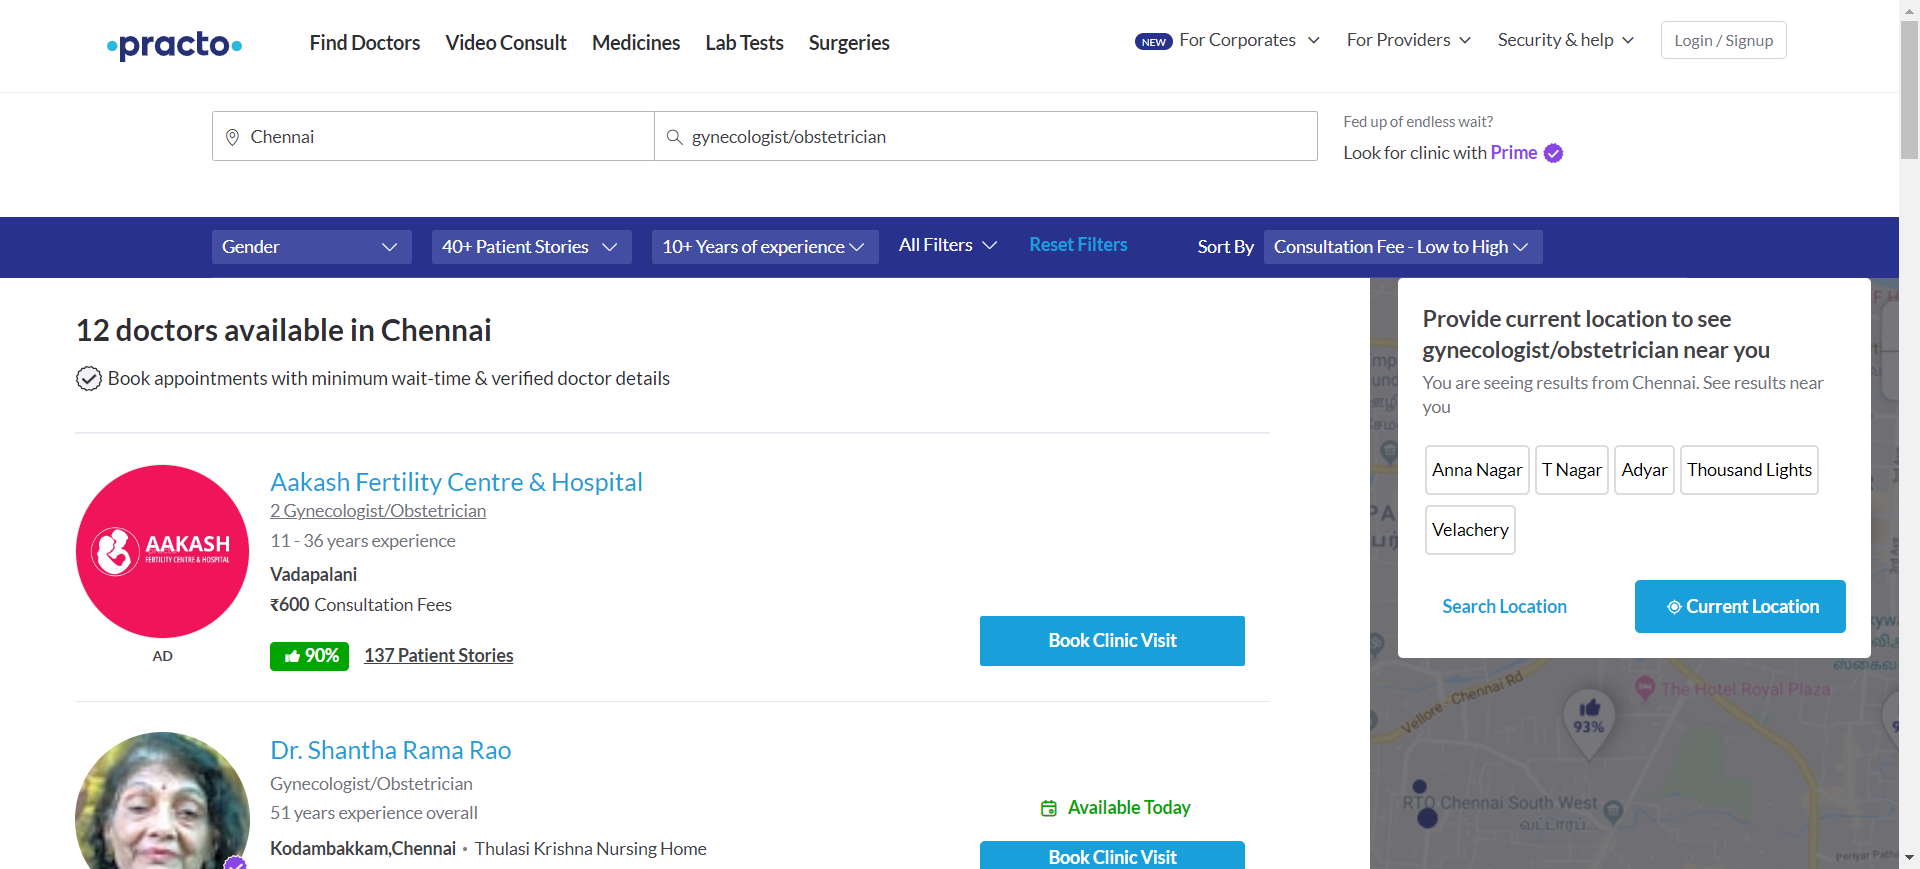 practo
Find Doctors
Video Consult
Medicines
Lab Tests
Surgeries
NEW For Corporates
For Providers
Security & help
Login / Signup
Chennai
gynecologist/obstetrician
Fed up of endless wait?
Look for clinic with Prime
Gender
40+ Patient Stories
10+ Years of experience
All Filters
Reset Filters
Sort By
Consultation Fee - Low to High
12 doctors available in Chennai
Book appointments with minimum wait-time & verified doctor details
AAKASH
FERTILITY CENTRE & HOSPITAL
AD
Aakash Fertility Centre & Hospital
2 Gynecologist/Obstetrician
11 - 36 years experience
Vadapalani
₹600 Consultation Fees
90%
137 Patient Stories
Book Clinic Visit
Dr. Shantha Rama Rao
Gynecologist/Obstetrician
51 years experience overall
Kodambakkam,Chennai • Thulasi Krishna Nursing Home
Available Today
Book Clinic Visit
Provide current location to see
gynecologist/obstetrician near you
You are seeing results from Chennai. See results near
you
Anna Nagar
T Nagar
Adyar
Thousand Lights
Velachery
Search Location
Current Location
Vellore - Chennai Rd
The Hotel Royal Plaza
93%
RTO Chennai South West
வட்டாரப்...